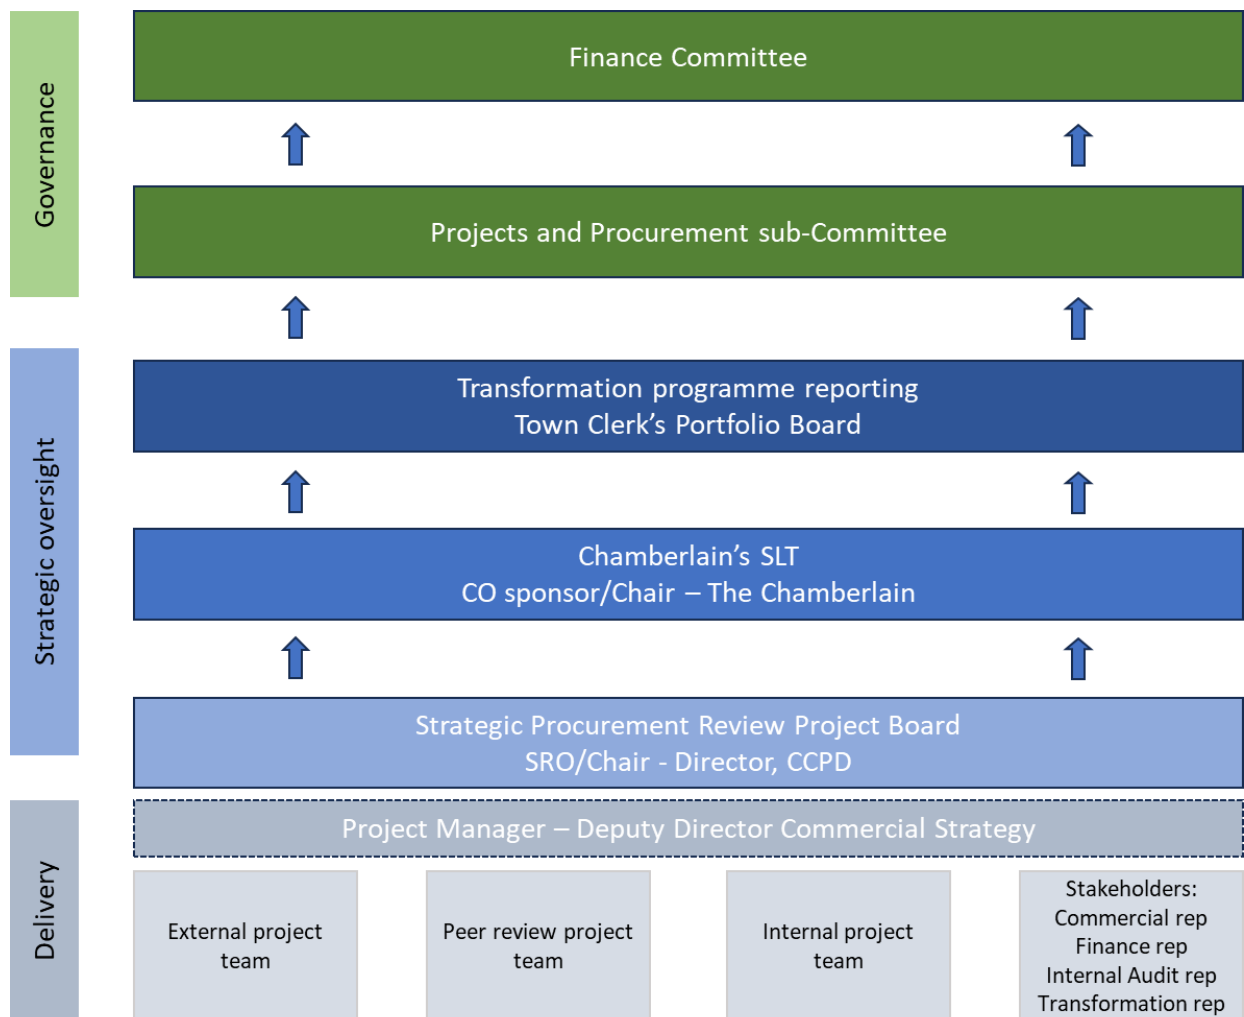 Governance
Finance Committee
Projects and Procurement sub-Committee
Strategic oversight
Transformation programme reporting
Town Clerk’s Portfolio Board
Chamberlain’s SLT
CO sponsor/Chair – The Chamberlain
Strategic Procurement Review Project Board
SRO/Chair - Director, CCPD
Delivery
Project Manager – Deputy Director Commercial Strategy
External project
team
Peer review project
team
Internal project
team
Stakeholders:
Commercial rep
Finance rep
Internal Audit rep
Transformation rep